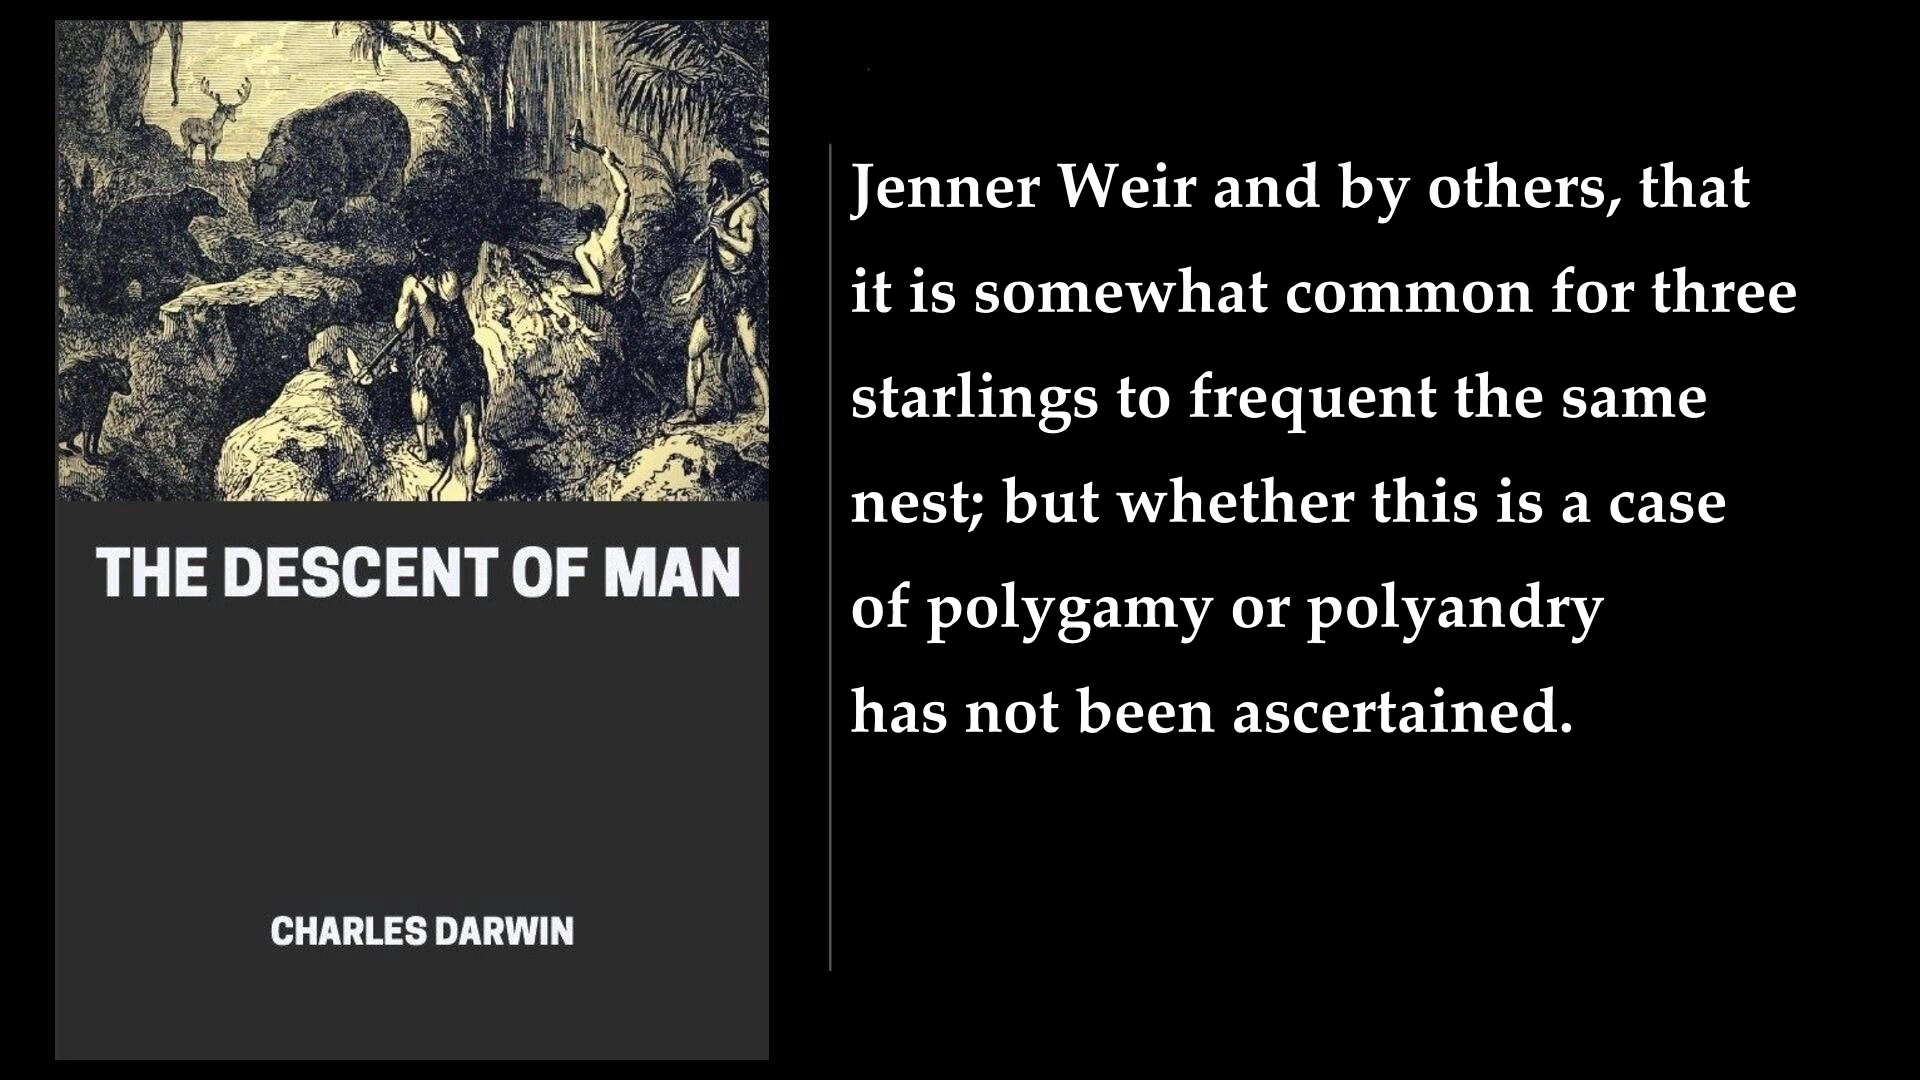 THE DESCENT OF MAN
CHARLES DARWIN
Jenner Weir and by others, that
it is somewhat common for three
starlings to frequent the same
nest; but whether this is a case
of polygamy or polyandry
has not been ascertained.